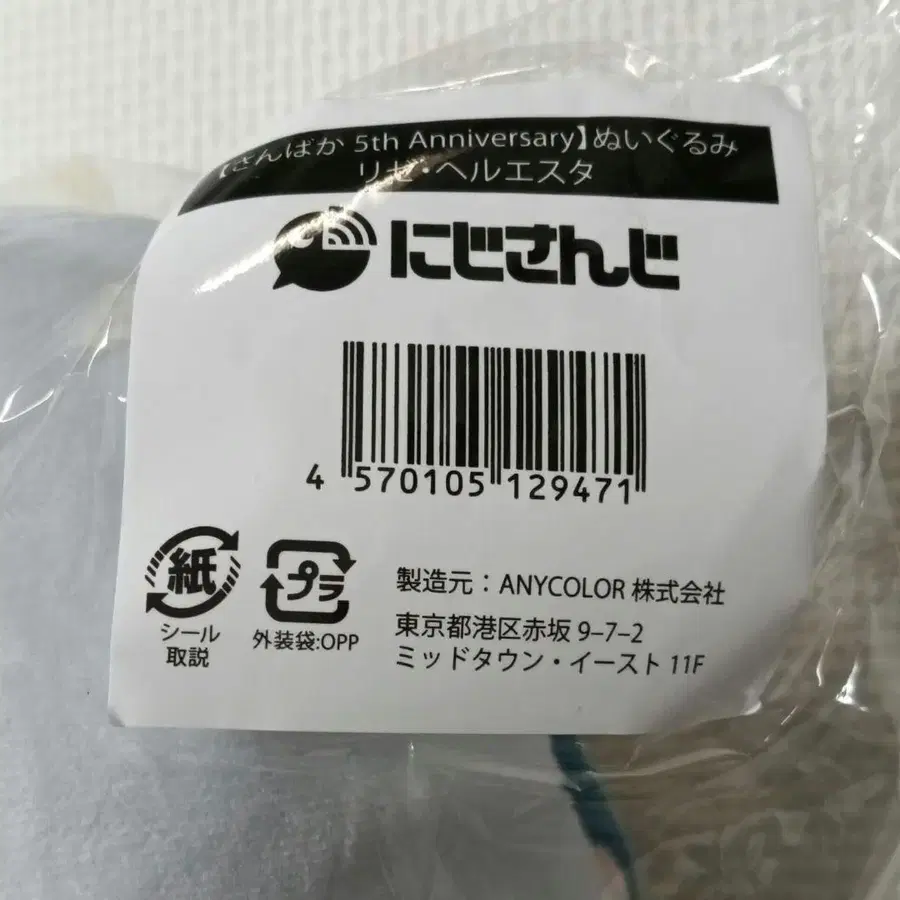 【さんばか 5th Anniversary】ぬいぐるみ
リゼ・ヘルエスタ
にじさんじ
4 570105 129471
紙
シール
取説
プラ
外装袋:OPP
製造元:ANYCOLOR 株式会社
東京都港区赤坂 9–7–2
ミッドタウン・イースト 11F